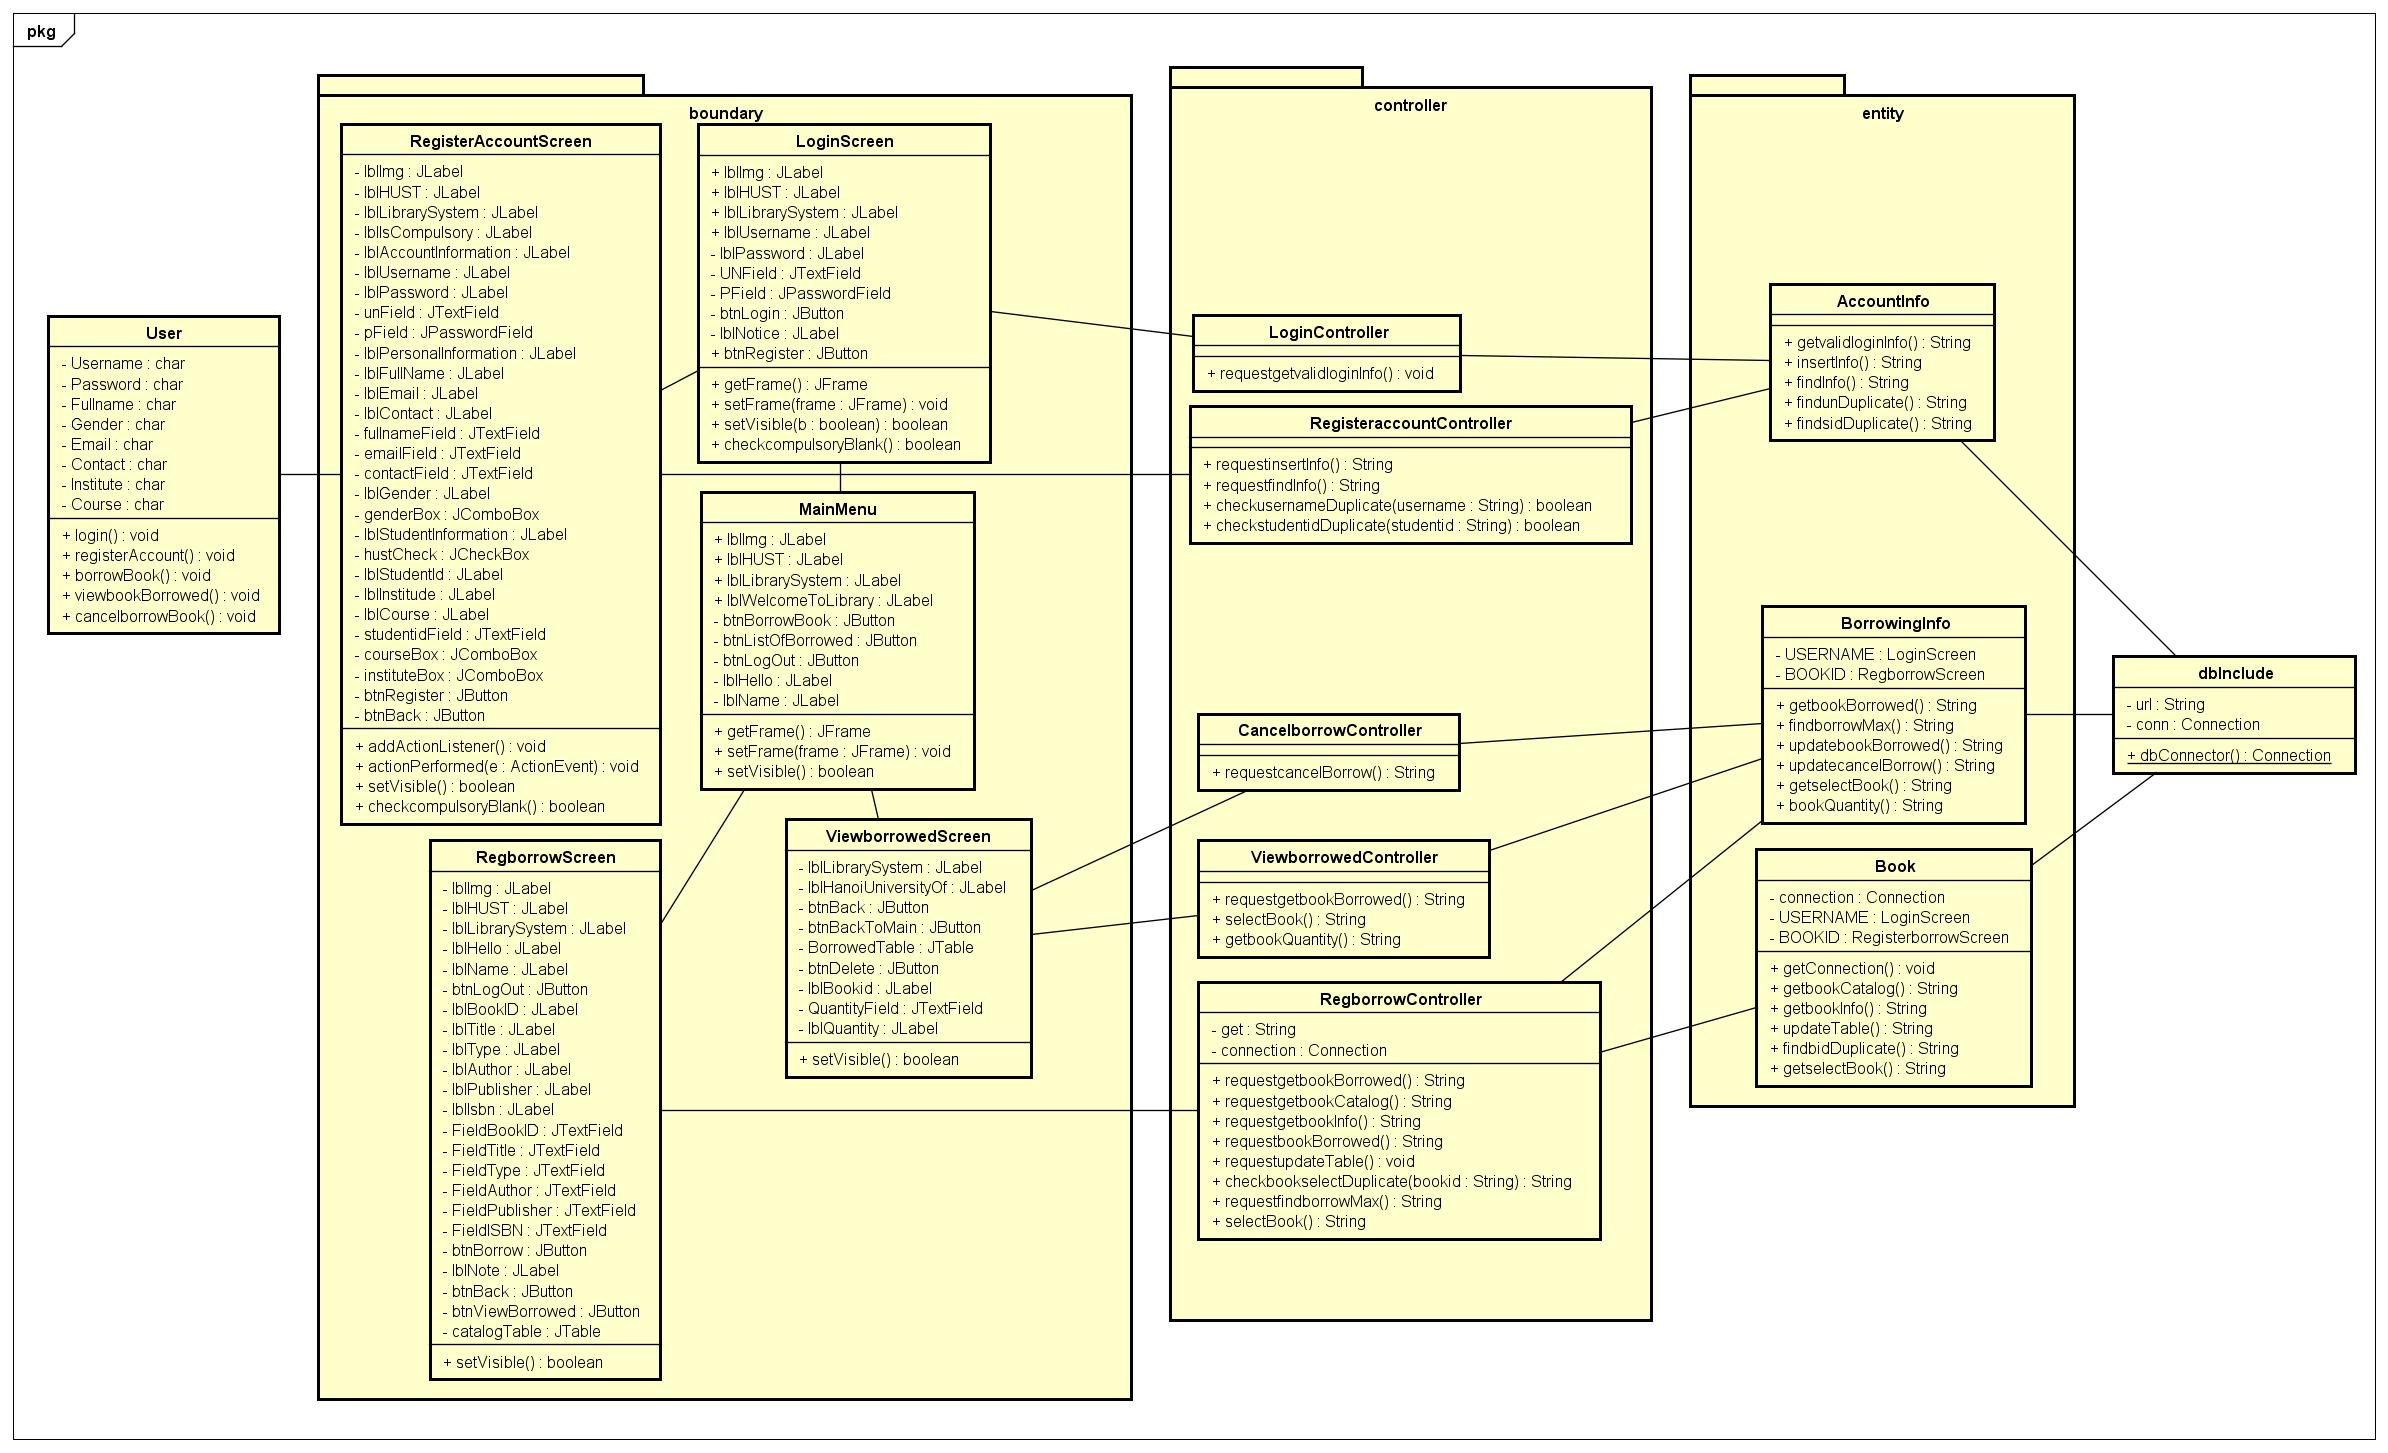 pkg
User
- Username : char
- Password : char
- Fullname : char
- Gender : char
- Email : char
- Contact : char
- Institute : char
- Course : char
+ login() : void
+ registerAccount() : void
+ borrowBook() : void
+ viewbookBorrowed() : void
+ cancelborrowBook() : void
boundary
RegisterAccountScreen
- lblImg : JLabel
- lblHUST : JLabel
- lblLibrarySystem : JLabel
- lblIsCompulsory : JLabel
- lblAccountInformation : JLabel
- lblUsername : JLabel
- lblPassword : JLabel
- unField : JTextField
- pField : JPasswordField
- lblPersonalInformation : JLabel
- lblFullName : JLabel
- lblEmail : JLabel
- lblContact : JLabel
- fullnameField : JTextField
- emailField : JTextField
- contactField : JTextField
- lblGender : JLabel
- genderBox : JComboBox
- lblStudentInformation : JLabel
- hustCheck : JCheckBox
- lblStudentId : JLabel
- lblInstitude : JLabel
- lblCourse : JLabel
- studentidField : JTextField
- courseBox : JComboBox
- instituteBox : JComboBox
- btnRegister : JButton
- btnBack : JButton
+ addActionListener() : void
+ actionPerformed(e : ActionEvent) : void
+ setVisible() : boolean
+ checkcompulsoryBlank() : boolean
LoginScreen
+ lblImg : JLabel
+ lblHUST : JLabel
+ lblLibrarySystem : JLabel
+ lblUsername : JLabel
- lblPassword : JLabel
- UNField : JTextField
- PField : JPasswordField
- btnLogin : JButton
- lblNotice : JLabel
+ btnRegister : JButton
+ getFrame() : JFrame
+ setFrame(frame : JFrame) : void
+ setVisible(b : boolean) : boolean
+ checkcompulsoryBlank() : boolean
MainMenu
+ lblImg : JLabel
+ lblHUST : JLabel
+ lblLibrarySystem : JLabel
+ lblWelcomeToLibrary : JLabel
- btnBorrowBook : JButton
- btnListOfBorrowed : JButton
- btnLogOut : JButton
- lblHello : JLabel
- lblName : JLabel
+ getFrame() : JFrame
+ setFrame(frame : JFrame) : void
+ setVisible() : boolean
RegborrowScreen
- lblImg : JLabel
- lblHUST : JLabel
- lblLibrarySystem : JLabel
- lblHello : JLabel
- lblName : JLabel
- btnLogOut : JButton
- lblBookID : JLabel
- lblTitle : JLabel
- lblType : JLabel
- lblAuthor : JLabel
- lblPublisher : JLabel
- lblIsbn : JLabel
- FieldBookID : JTextField
- FieldTitle : JTextField
- FieldType : JTextField
- FieldAuthor : JTextField
- FieldPublisher : JTextField
- FieldISBN : JTextField
- btnBorrow : JButton
- lblNote : JLabel
- btnBack : JButton
- btnViewBorrowed : JButton
- catalogTable : JTable
+ setVisible() : boolean
ViewborrowedScreen
- lblLibrarySystem : JLabel
- lblHanoiUniversityOf : JLabel
- btnBack : JButton
- btnBackToMain : JButton
- BorrowedTable : JTable
- btnDelete : JButton
- lblBookid : JLabel
- QuantityField : JTextField
- lblQuantity : JLabel
+ setVisible() : boolean
controller
LoginController
+ requestgetvalidloginInfo() : void
RegisteraccountController
+ requestinsertInfo() : String
+ requestfindInfo() : String
+ checkusernameDuplicate(username : String) : boolean
+ checkstudentidDuplicate(studentid : String) : boolean
CancelborrowController
+ requestcancelBorrow() : String
ViewborrowedController
+ requestgetbookBorrowed() : String
+ selectBook() : String
+ getbookQuantity() : String
RegborrowController
- get : String
- connection : Connection
+ requestgetbookBorrowed() : String
+ requestgetbookCatalog() : String
+ requestgetbookInfo() : String
+ requestbookBorrowed() : String
+ requestupdateTable() : void
+ checkbookselectDuplicate(bookid : String) : String
+ requestfindborrowMax() : String
+ selectBook() : String
entity
AccountInfo
+ getvalidloginInfo() : String
+ insertInfo() : String
+ findInfo() : String
+ findunDuplicate() : String
+ findsidDuplicate() : String
BorrowingInfo
- USERNAME : LoginScreen
- BOOKID : RegborrowScreen
+ getbookBorrowed() : String
+ findborrowMax() : String
+ updatebookBorrowed() : String
+ updatecancelBorrow() : String
+ getselectBook() : String
+ bookQuantity() : String
Book
- connection : Connection
- USERNAME : LoginScreen
- BOOKID : RegisterborrowScreen
+ getConnection() : void
+ getbookCatalog() : String
+ getbookInfo() : String
+ updateTable() : String
+ findbidDuplicate() : String
+ getselectBook() : String
dbInclude
- url : String
- conn : Connection
+ dbConnector() : Connection